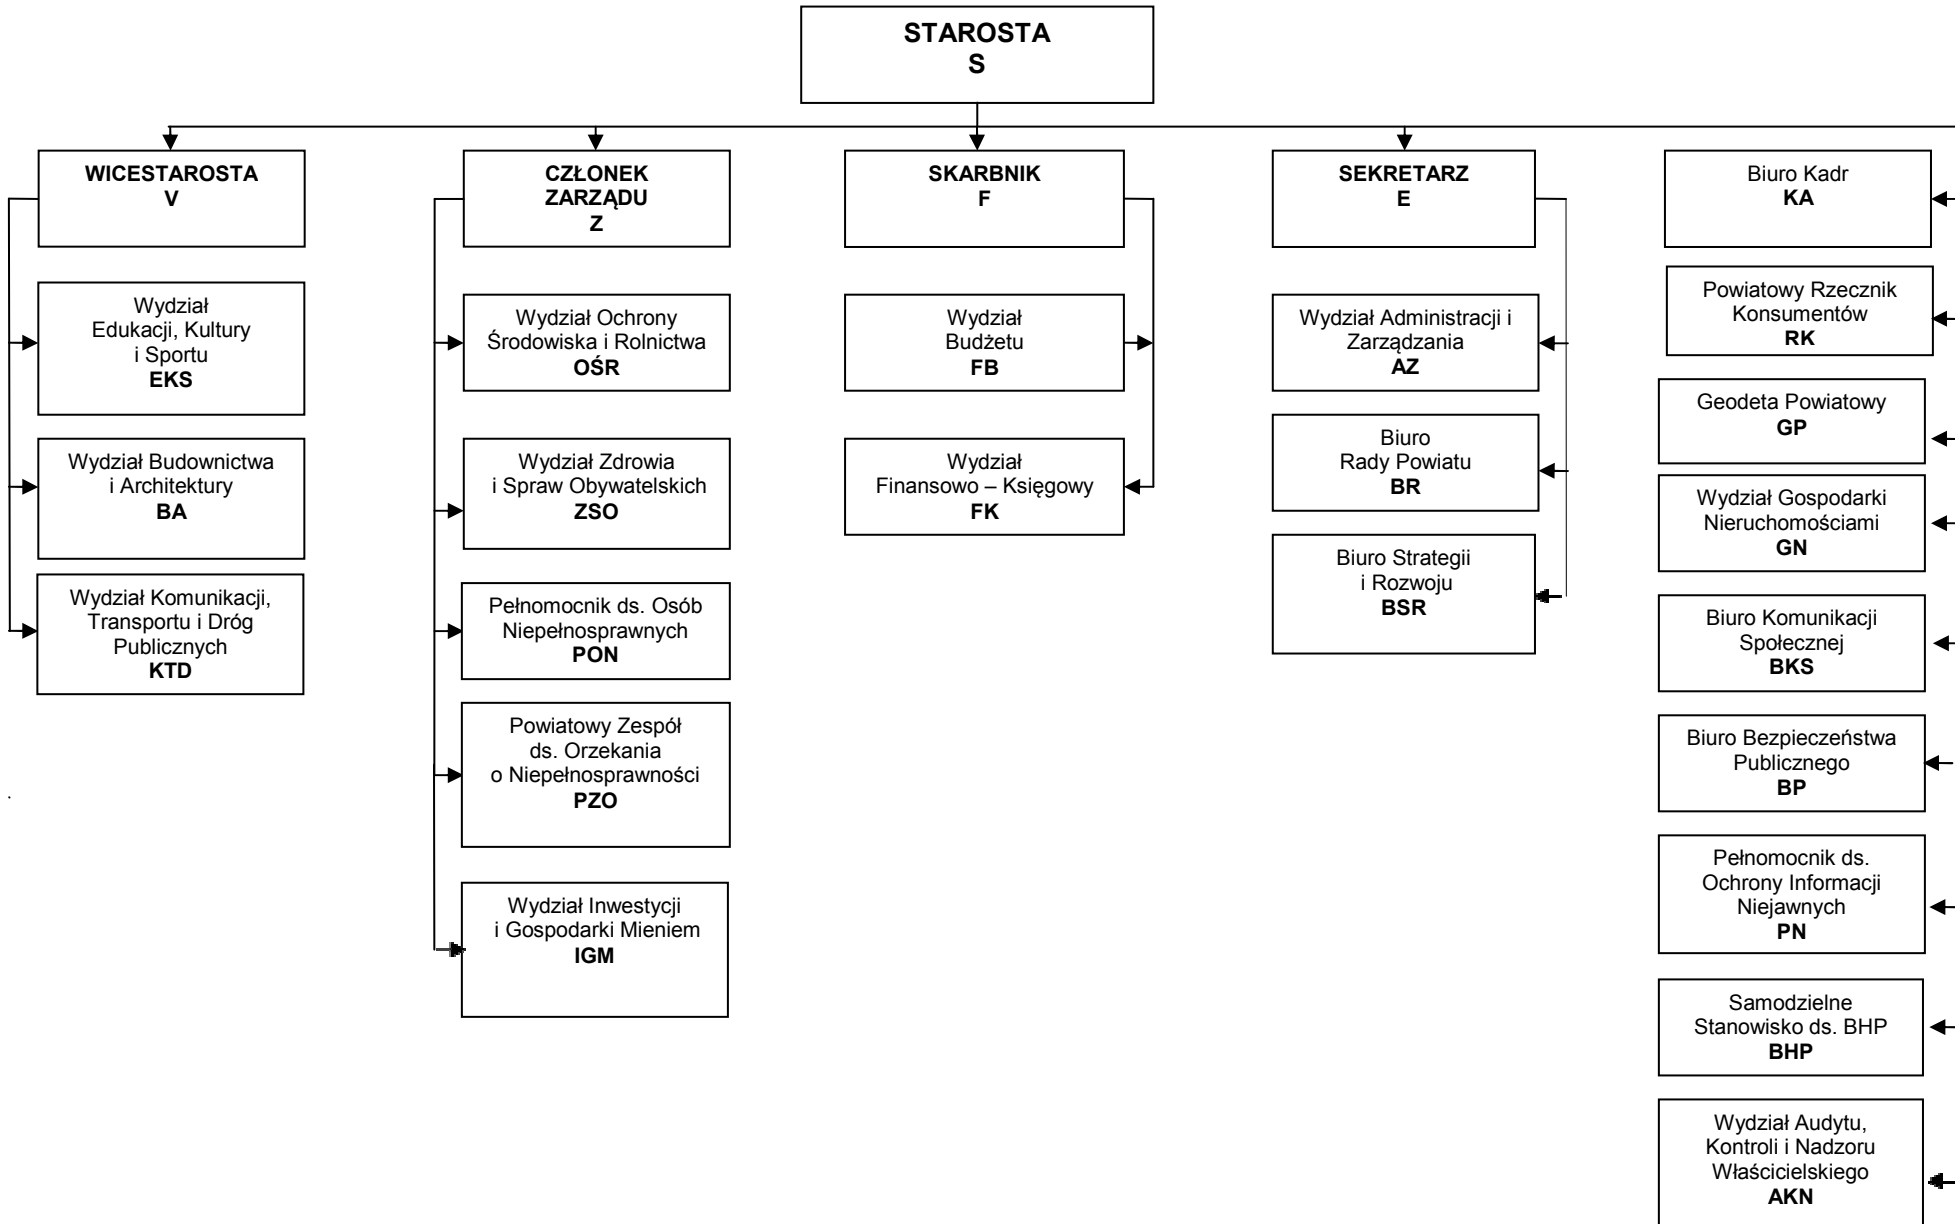 STAROSTA
S
WICESTAROSTA
V
Wydział
Edukacji, Kultury
i Sportu
EKS
Wydział Budownictwa
i Architektury
BA
Wydział Komunikacji,
Transportu i Dróg
Publicznych
KTD
CZŁONEK
ZARZĄDU
Z
Wydział Ochrony
Środowiska i Rolnictwa
OŚR
Wydział Zdrowia
i Spraw Obywatelskich
ZSO
Pełnomocnik ds. Osób
Niepełnosprawnych
PON
Powiatowy Zespół
ds. Orzekania
o Niepełnosprawności
PZO
Wydział Inwestycji
i Gospodarki Mieniem
IGM
SKARBNIK
F
Wydział
Budżetu
FB
Wydział
Finansowo – Księgowy
FK
SEKRETARZ
E
Wydział Administracji i
Zarządzania
AZ
Biuro
Rady Powiatu
BR
Biuro Strategii
i Rozwoju
BSR
Biuro Kadr
KA
Powiatowy Rzecznik
Konsumentów
RK
Geodeta Powiatowy
GP
Wydział Gospodarki
Nieruchomościami
GN
Biuro Komunikacji
Społecznej
BKS
Biuro Bezpieczeństwa
Publicznego
BP
Pełnomocnik ds.
Ochrony Informacji
Niejawnych
PN
Samodzielne
Stanowisko ds. BHP
BHP
Wydział Audytu,
Kontroli i Nadzoru
Właścicielskiego
AKN